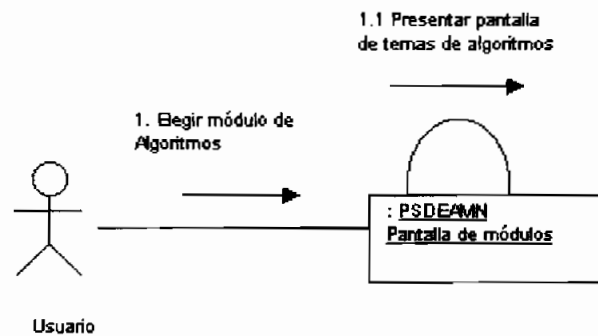 1.1 Presentar pantalla
de temas de algoritmos
1. Elegir módulo de
Algoritmos
: PSDEAMN
Pantalla de módulos
Usuario